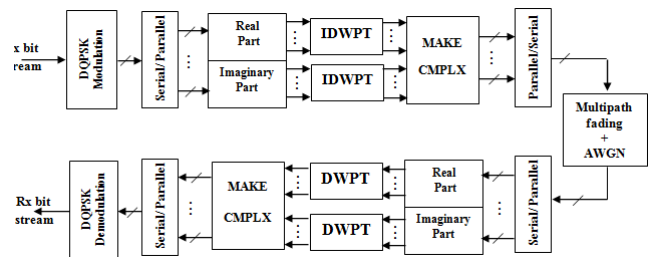 x bit
stream
DQPSK
Modulation
Serial/Parallel
Real
Part
Imaginary
Part
IDWPT
IDWPT
MAKE
CMPLX
Parallel/Serial
Multipath
fading
+
AWGN
Rx bit
stream
DQPSK
Demodulation
Serial/Parallel
MAKE
CMPLX
DWPT
DWPT
Real
Part
Imaginary
Part
Serial/Parallel